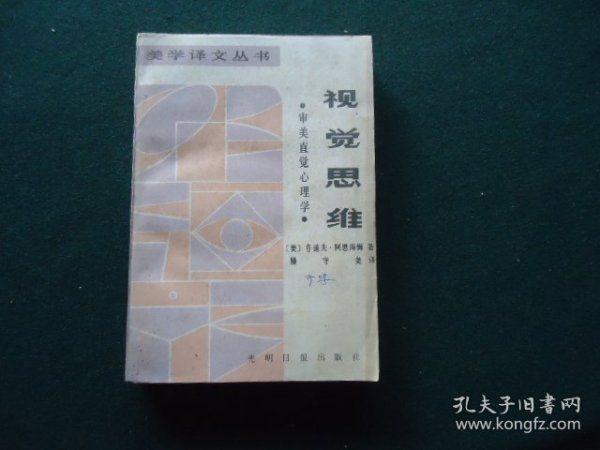 美学译文丛书
视觉思维
●审美直觉心理学●
〔美〕鲁道夫·阿恩海姆 著
滕守尧 译
光明日报出版社
孔夫子旧书网
www.kongfz.com